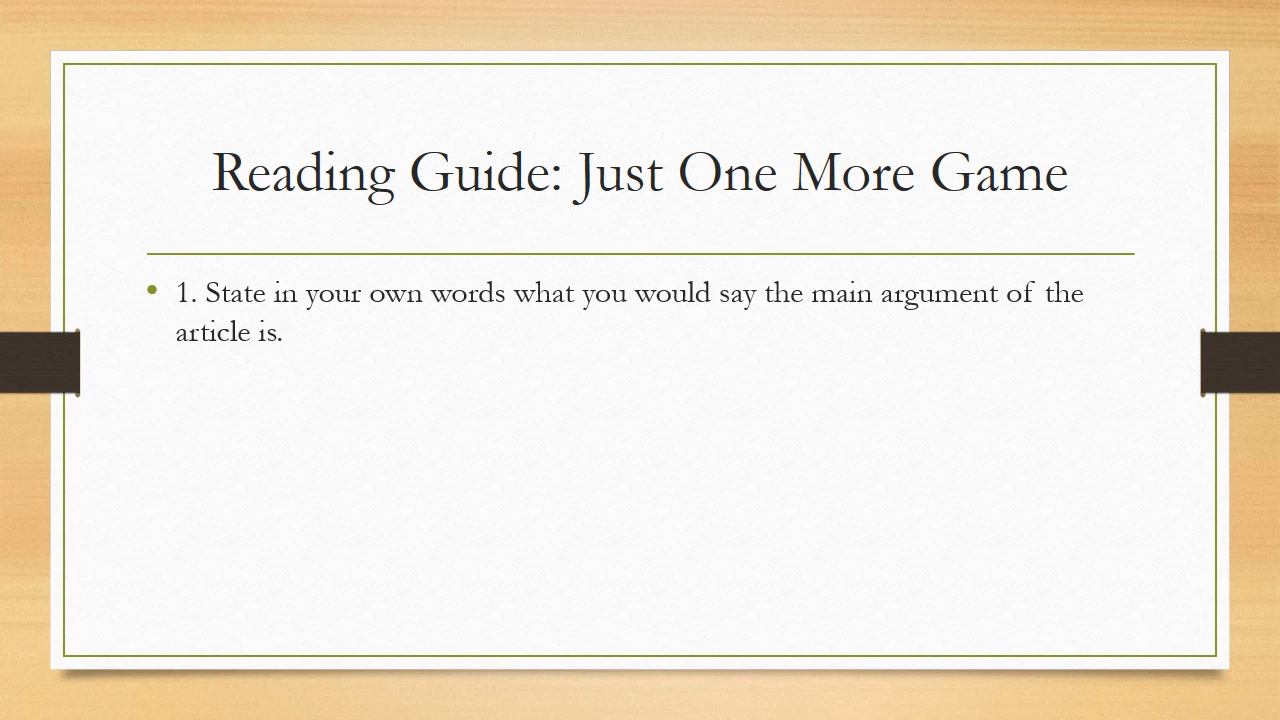 Reading Guide: Just One More Game
• 1. State in your own words what you would say the main argument of the
article is.